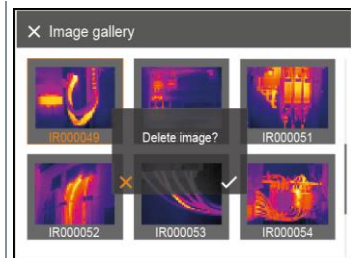 Image gallery
IR000049
IR000051
Delete image?
IR000052
IR000053
IR000054